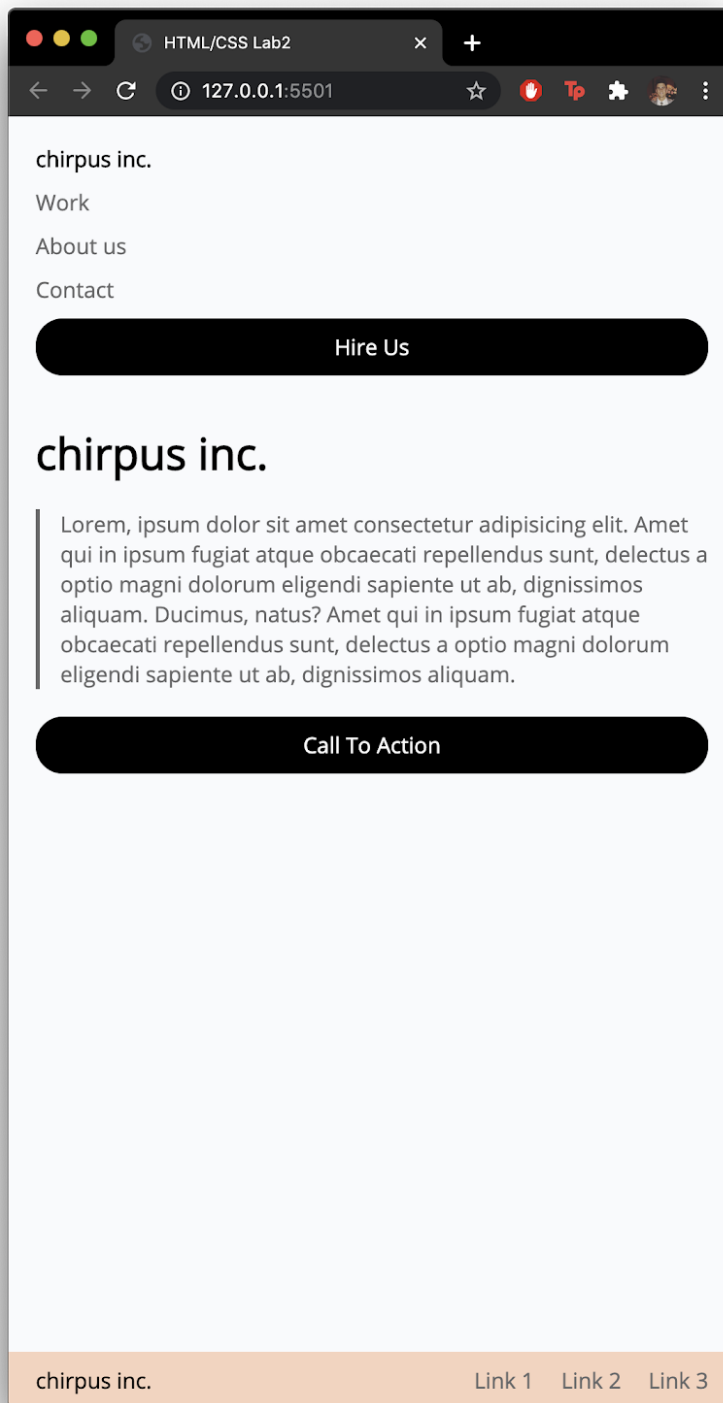 HTML/CSS Lab2
127.0.0.1:5501
Tp
chirpus inc.
Work
About us
Contact
Hire Us
chirpus inc.
Lorem, ipsum dolor sit amet consectetur adipisicing elit. Amet
qui in ipsum fugiat atque obcaecati repellendus sunt, delectus a
optio magni dolorum eligendi sapiente ut ab, dignissimos
aliquam. Ducimus, natus? Amet qui in ipsum fugiat atque
obcaecati repellendus sunt, delectus a optio magni dolorum
eligendi sapiente ut ab, dignissimos aliquam.
Call To Action
chirpus inc. Link 1 Link 2 Link 3